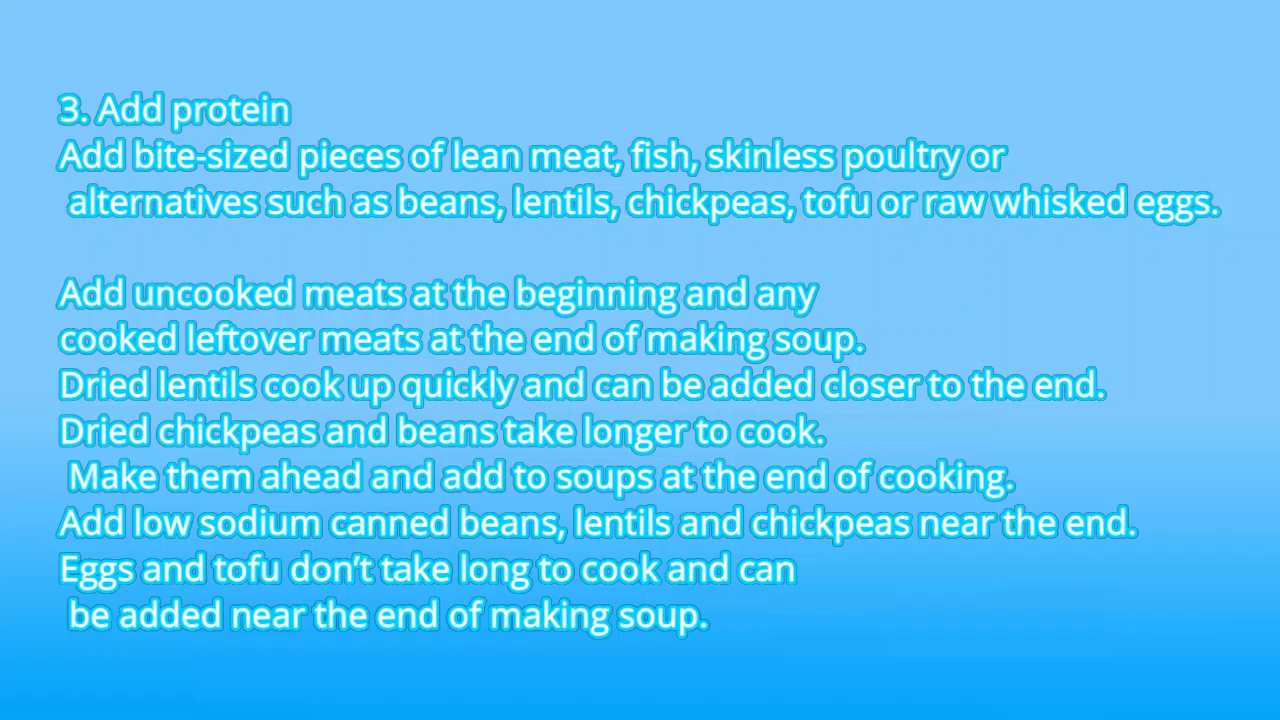 3. Add protein
Add bite-sized pieces of lean meat, fish, skinless poultry or
alternatives such as beans, lentils, chickpeas, tofu or raw whisked eggs.
Add uncooked meats at the beginning and any
cooked leftover meats at the end of making soup.
Dried lentils cook up quickly and can be added closer to the end.
Dried chickpeas and beans take longer to cook.
Make them ahead and add to soups at the end of cooking.
Add low sodium canned beans, lentils and chickpeas near the end.
Eggs and tofu don’t take long to cook and can
be added near the end of making soup.